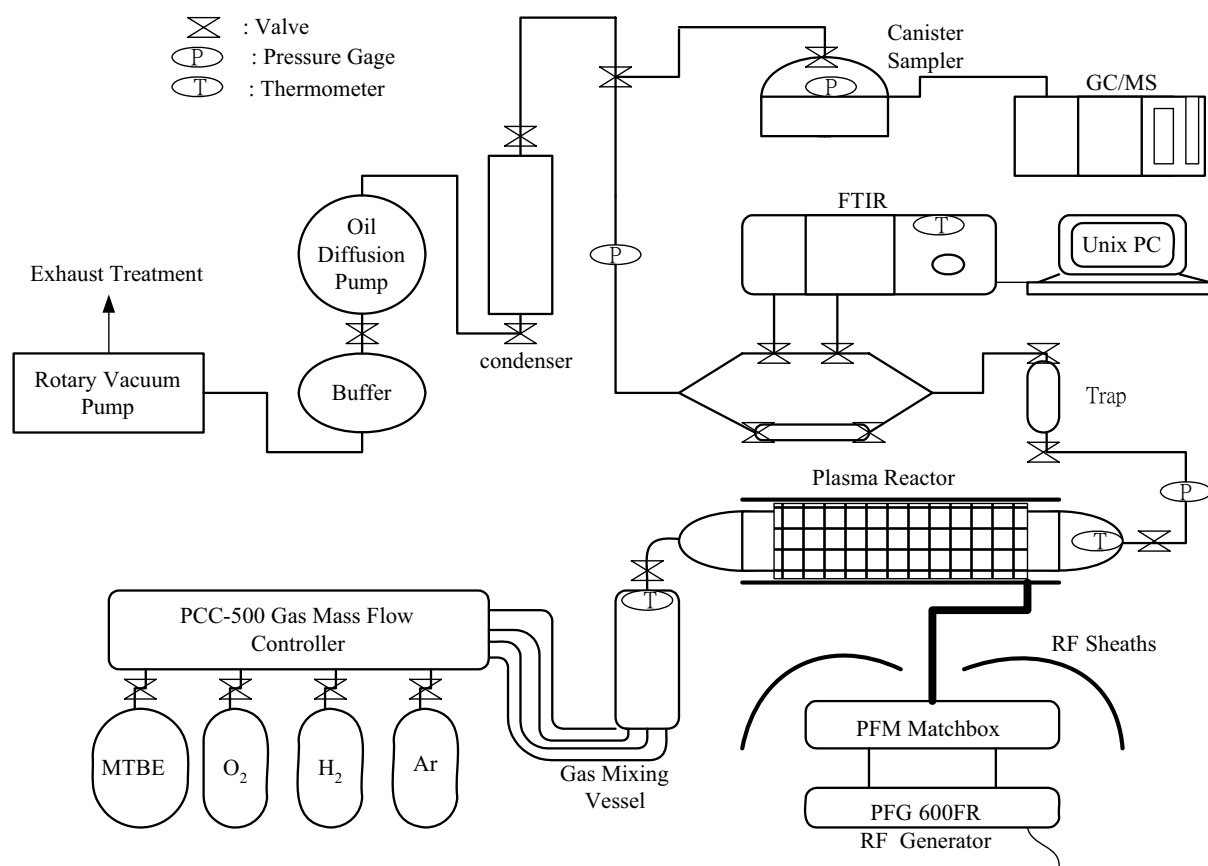 : Valve
P : Pressure Gage
T : Thermometer
Canister
Sampler
P
GC/MS
FTIR
T
Unix PC
P
Oil
Diffusion
Pump
Exhaust Treatment
condenser
Rotary Vacuum
Pump
Buffer
Trap
Plasma Reactor
P
T
T
PCC-500 Gas Mass Flow
Controller
RF Sheaths
MTBE
O2
H2
Ar
PFM Matchbox
Gas Mixing
Vessel
PFG 600FR
RF Generator